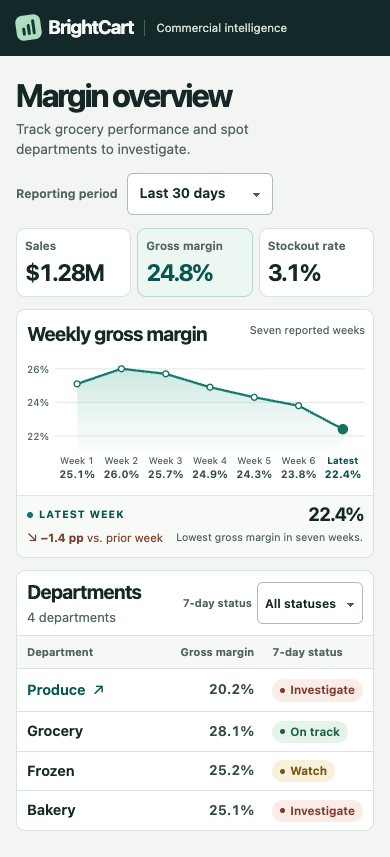 BrightCart
Commercial intelligence
Margin overview
Track grocery performance and spot
departments to investigate.
Reporting period
Last 30 days
Sales
$1.28M
Gross margin
24.8%
Stockout rate
3.1%
Weekly gross margin
Seven reported weeks
26%
24%
22%
Week 1 Week 2 Week 3 Week 4 Week 5 Week 6 Latest
25.1% 26.0% 25.7% 24.9% 24.3% 23.8% 22.4%
LATEST WEEK
22.4%
↘ −1.4 pp vs. prior week
Lowest gross margin in seven weeks.
Departments
4 departments
7-day status
All statuses
Department Gross margin 7-day status
Produce ↗ 20.2% Investigate
Grocery 28.1% On track
Frozen 25.2% Watch
Bakery 25.1% Investigate